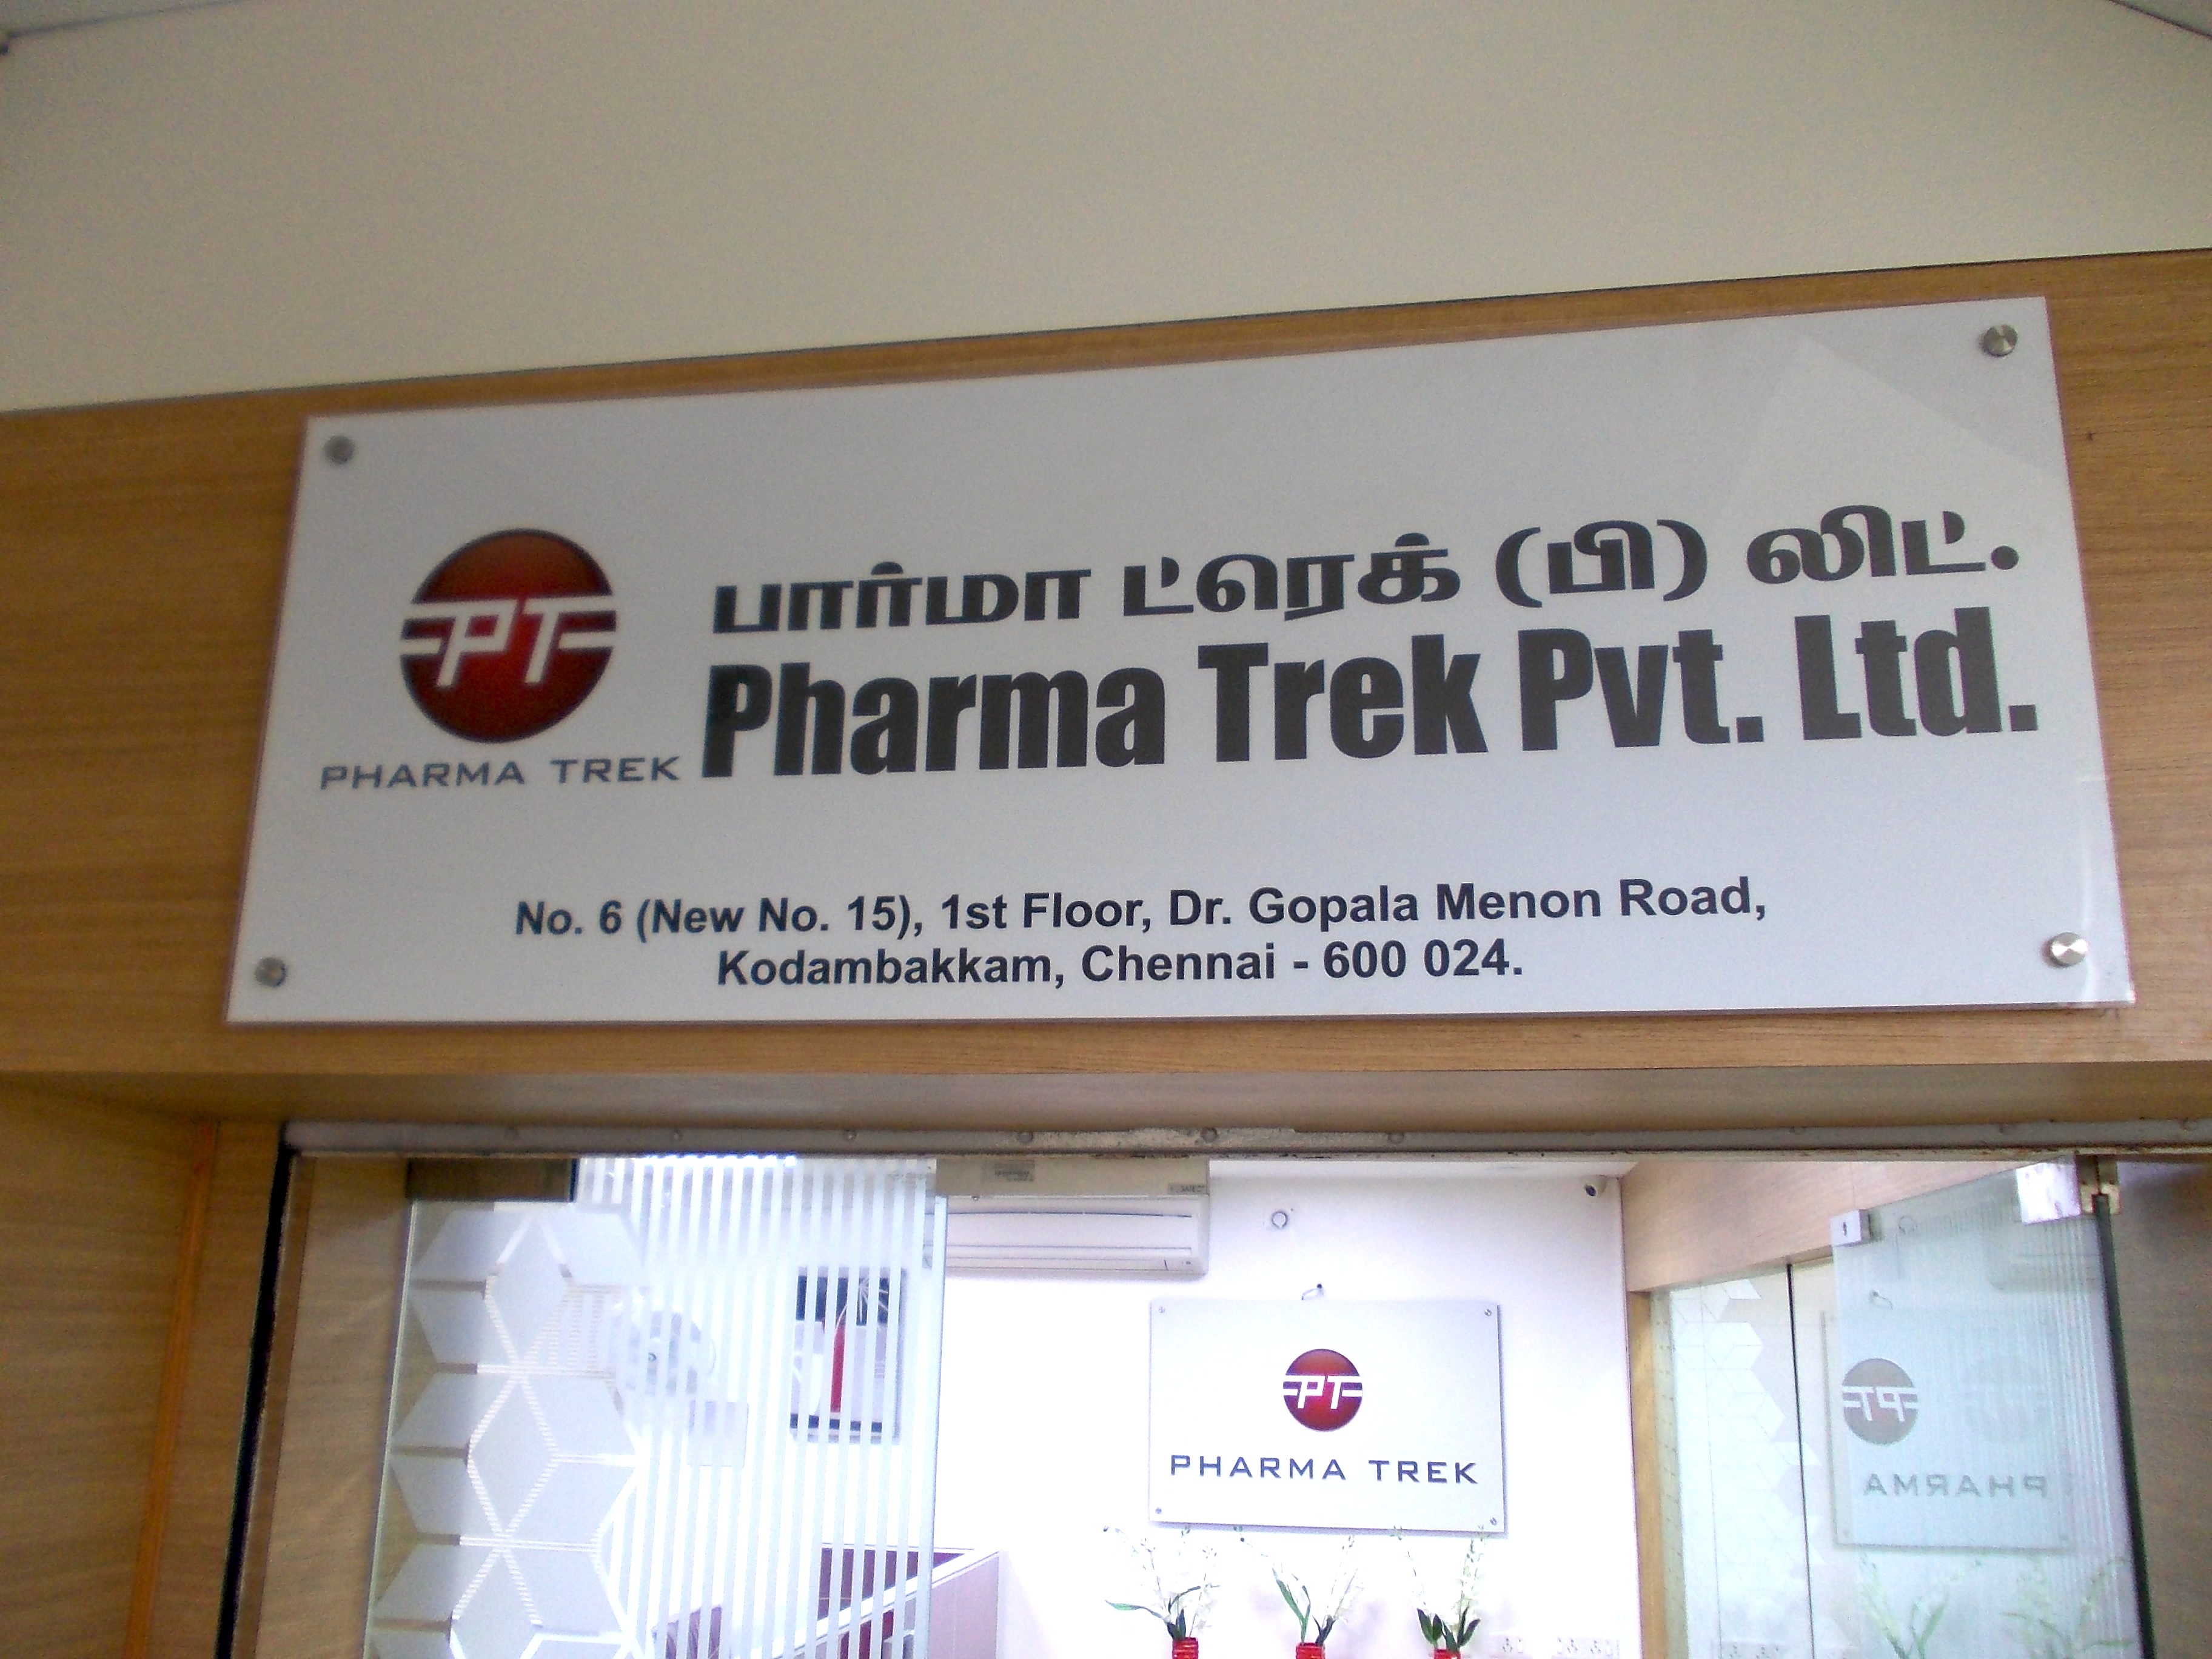 பார்மா ட்ரெக் (பி) லிட்.
Pharma Trek Pvt. Ltd.
PT
PHARMA TREK
No. 6 (New No. 15), 1st Floor, Dr. Gopala Menon Road,
Kodambakkam, Chennai - 600 024.
PT
PHARMA TREK
PT
PHARMA